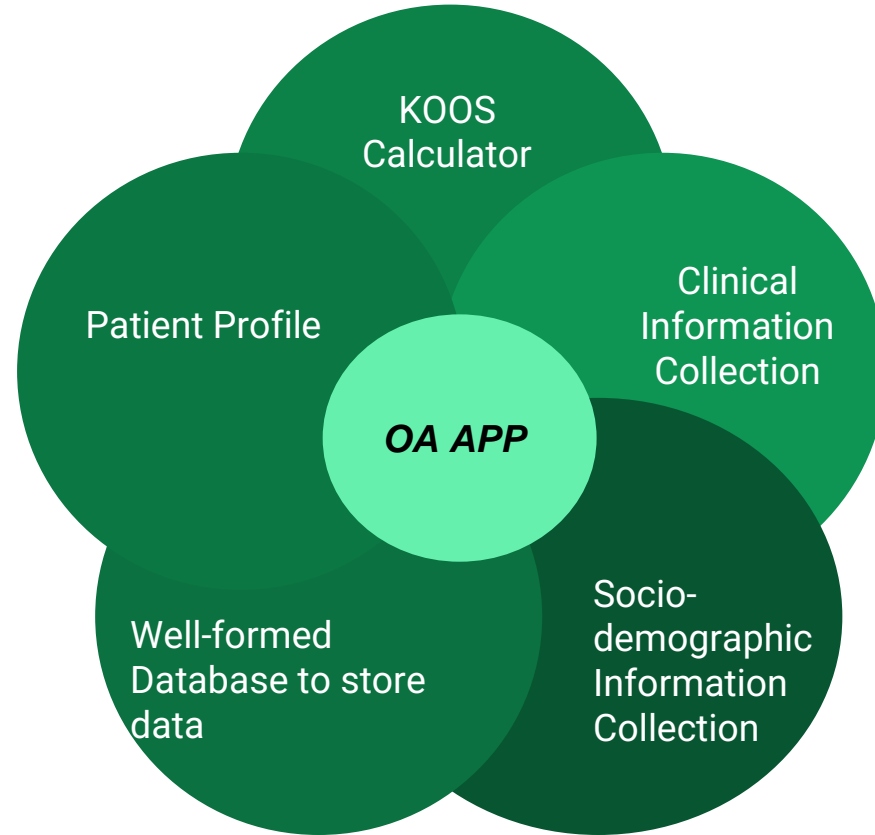 KOOS
Calculator
Clinical
Information
Collection
Patient Profile
OA APP
Socio-
demographic
Information
Collection
Well-formed
Database to store
data